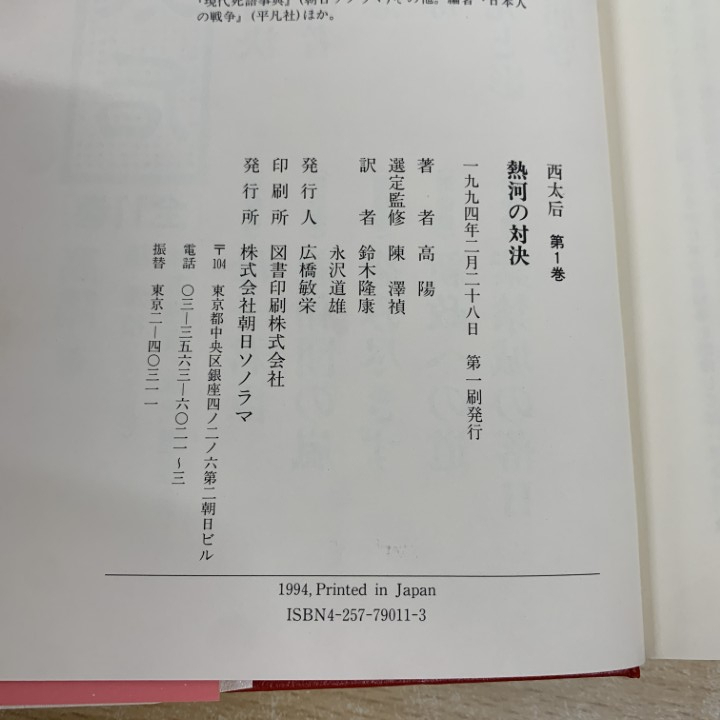 『現代死語事典』(朝日ソノラマ)その他。編著『日本人
の戦争』(平凡社)ほか。
西太后 第1巻
熱河の対決
一九九四年二月二十八日 第一刷発行
著者 高陽
選定監修 陳澤禎
訳者 鈴木隆康
永沢道雄
発行人 広橋敏栄
印刷所 図書印刷株式会社
発行所 株式会社朝日ソノラマ
〒104 東京都中央区銀座四ノ二ノ六第二朝日ビル
電話 〇三―三五六三―六〇二一~三
振替 東京二―四〇三一一
1994, Printed in Japan
ISBN4-257-79011-3